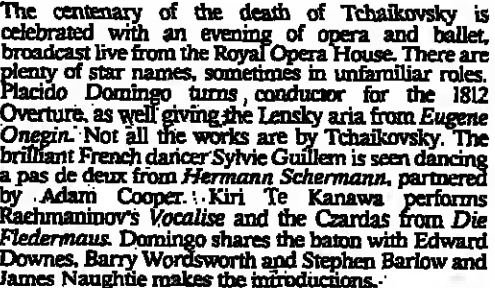 The centenary of the death of Tchaikovsky is
celebrated with an evening of opera and ballet,
broadcast live from the Royal Opera House. There are
plenty of star names, sometimes in unfamiliar roles.
Placido Domingo turns conductor for the 1812
Overture, as well giving the Lensky aria from Eugene
Onegin. Not all the works are by Tchaikovsky. The
brilliant French dancer Sylvie Guillem is seen dancing
a pas de deux from Hermann Schermann, partnered
by Adam Cooper. Kiri Te Kanawa performs
Rachmaninov's Vocalise and the Czardas from Die
Fledermaus. Domingo shares the baton with Edward
Downes, Barry Wordsworth and Stephen Barlow and
James Naughtie makes the introductions.